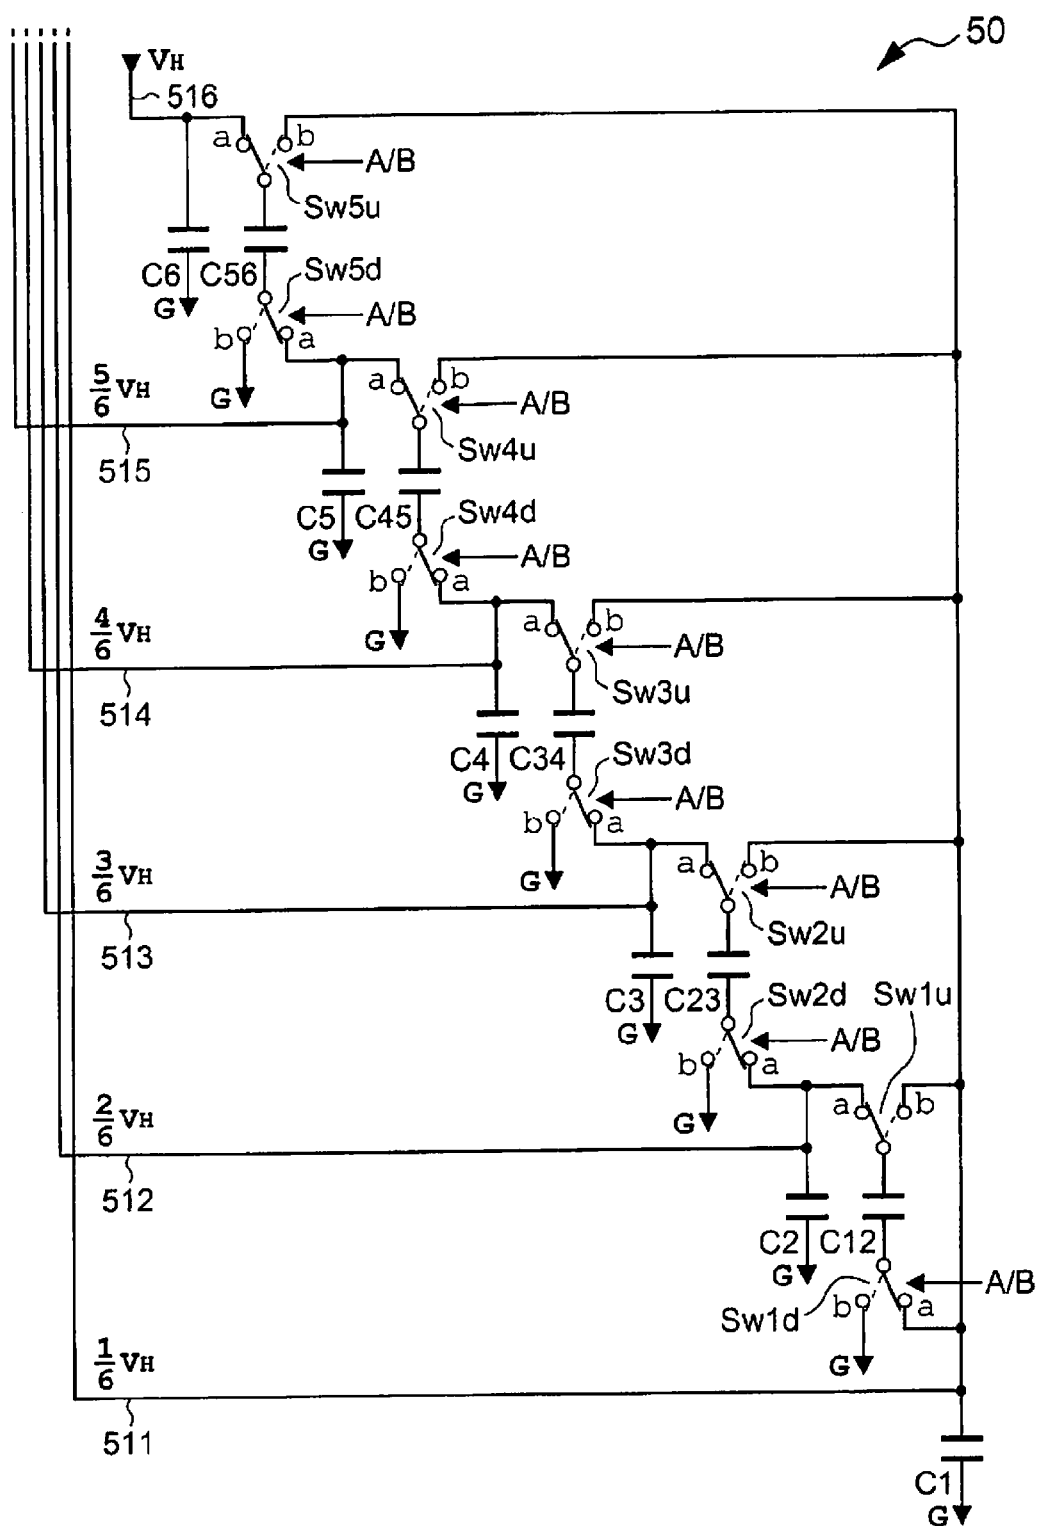 50
VH
516
a b
A/B
Sw5u
C6 C56
Sw5d
G
A/B
b a
G
5/6 VH
515
a b
A/B
Sw4u
C5 C45
Sw4d
G
A/B
b a
G
4/6 VH
514
a b
A/B
Sw3u
C4 C34
Sw3d
G
A/B
b a
G
3/6 VH
513
a b
A/B
Sw2u
C3 C23
Sw2d
Sw1u
G
A/B
b a
G
2/6 VH
512
a b
C2 C12
G
A/B
Sw1d
b a
G
1/6 VH
511
C1
G